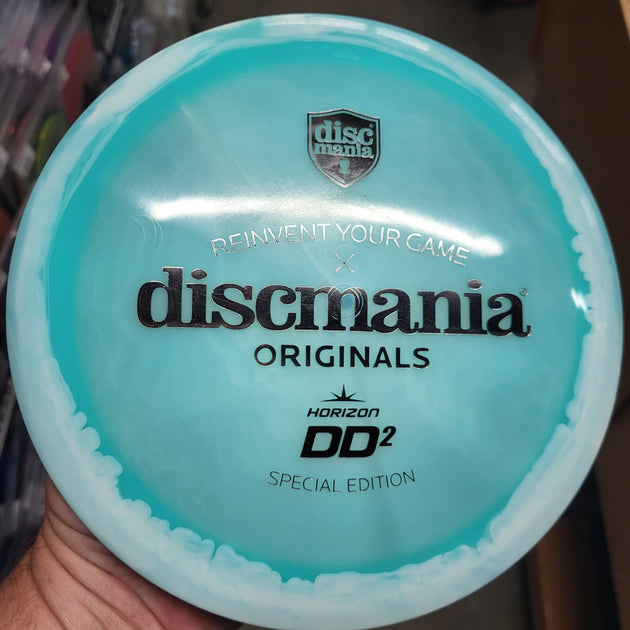 disc
mania
REINVENT YOUR GAME
X
discmania®
ORIGINALS
HORIZON
DD²
SPECIAL EDITION